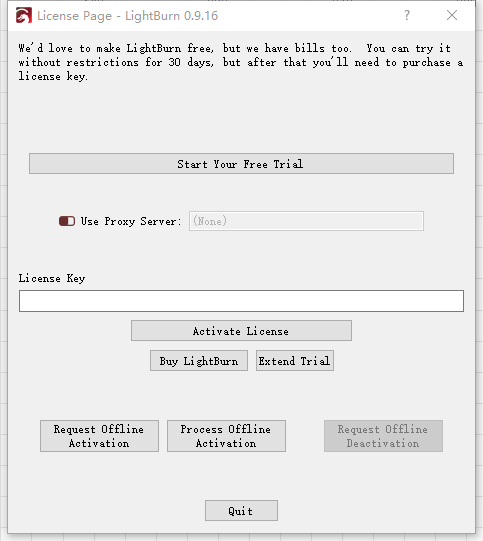 License Page - LightBurn 0.9.16
?
We'd love to make LightBurn free, but we have bills too. You can try it
without restrictions for 30 days, but after that you'll need to purchase a
license key.
Start Your Free Trial
Use Proxy Server: (None)
License Key
Activate License
Buy LightBurn Extend Trial
Request Offline Activation
Process Offline Activation
Request Offline Deactivation
Quit